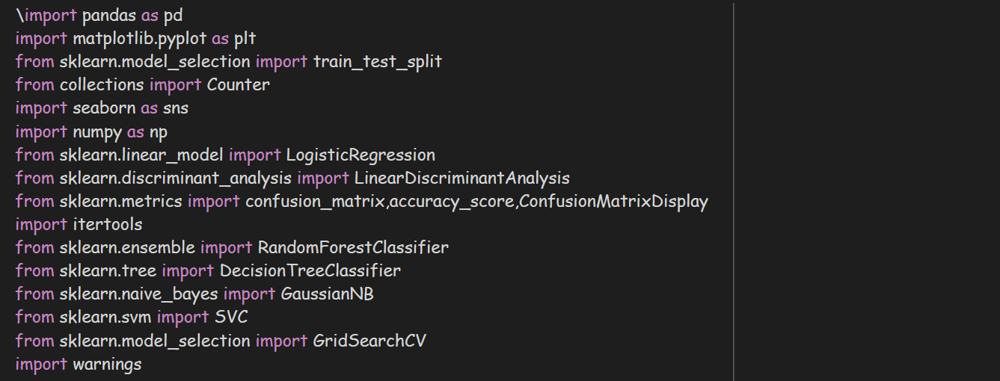 \import pandas as pd
import matplotlib.pyplot as plt
from sklearn.model_selection import train_test_split
from collections import Counter
import seaborn as sns
import numpy as np
from sklearn.linear_model import LogisticRegression
from sklearn.discriminant_analysis import LinearDiscriminantAnalysis
from sklearn.metrics import confusion_matrix,accuracy_score,ConfusionMatrixDisplay
import itertools
from sklearn.ensemble import RandomForestClassifier
from sklearn.tree import DecisionTreeClassifier
from sklearn.naive_bayes import GaussianNB
from sklearn.svm import SVC
from sklearn.model_selection import GridSearchCV
import warnings